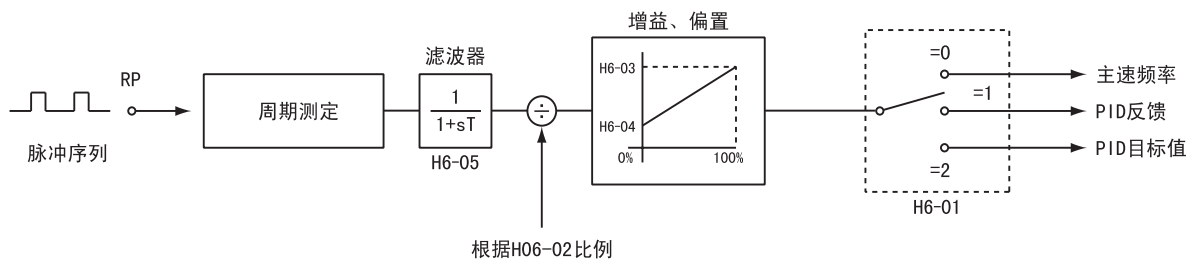 增益、偏置
滤波器
RP
周期测定
1
1+sT
H6-05
÷
H6-03
H6-04
0%
100%
=0
=1
=2
H6-01
主速频率
PID反馈
PID目标值
脉冲序列
根据H06-02比例